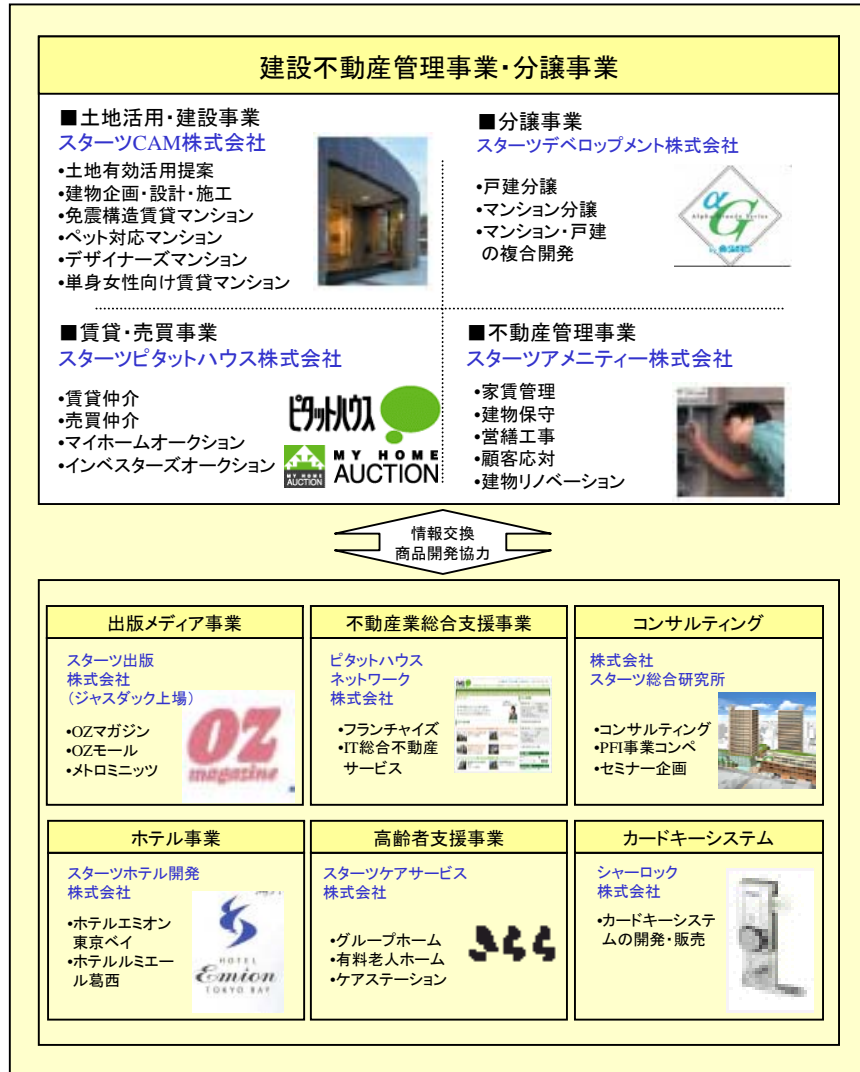 建設不動産管理事業・分譲事業
■土地活用・建設事業
スターツCAM株式会社
•土地有効活用提案
•建物企画・設計・施工
•免震構造賃貸マンション
•ペット対応マンション
•デザイナーズマンション
•単身女性向け賃貸マンション
■分譲事業
スターツデベロップメント株式会社
•戸建分譲
•マンション分譲
•マンション・戸建
の複合開発
αG
Alpha Grande Series
by STARTS
■賃貸・売買事業
スターツピタットハウス株式会社
•賃貸仲介
•売買仲介
•マイホームオークション
•インベスターズオークション
ピタットハウス
MY HOME
AUCTION
MY HOME
AUCTION
■不動産管理事業
スターツアメニティー株式会社
•家賃管理
•建物保守
•営繕工事
•顧客応対
•建物リノベーション
情報交換
商品開発協力
出版メディア事業
スターツ出版
株式会社
(ジャスダック上場)
•OZマガジン
•OZモール
•メトロミニッツ
OZ
magazine
不動産業総合支援事業
ピタットハウス
ネットワーク
株式会社
•フランチャイズ
•IT総合不動産
サービス
コンサルティング
株式会社
スターツ総合研究所
•コンサルティング
•PFI事業コンペ
•セミナー企画
ホテル事業
スターツホテル開発
株式会社
•ホテルエミオン
東京ベイ
•ホテルルミエー
ル葛西
HOTEL
Emion
TOKYO BAY
高齢者支援事業
スターツケアサービス
株式会社
•グループホーム
•有料老人ホーム
•ケアステーション
カードキーシステム
シャーロック
株式会社
•カードキーシステ
ムの開発・販売